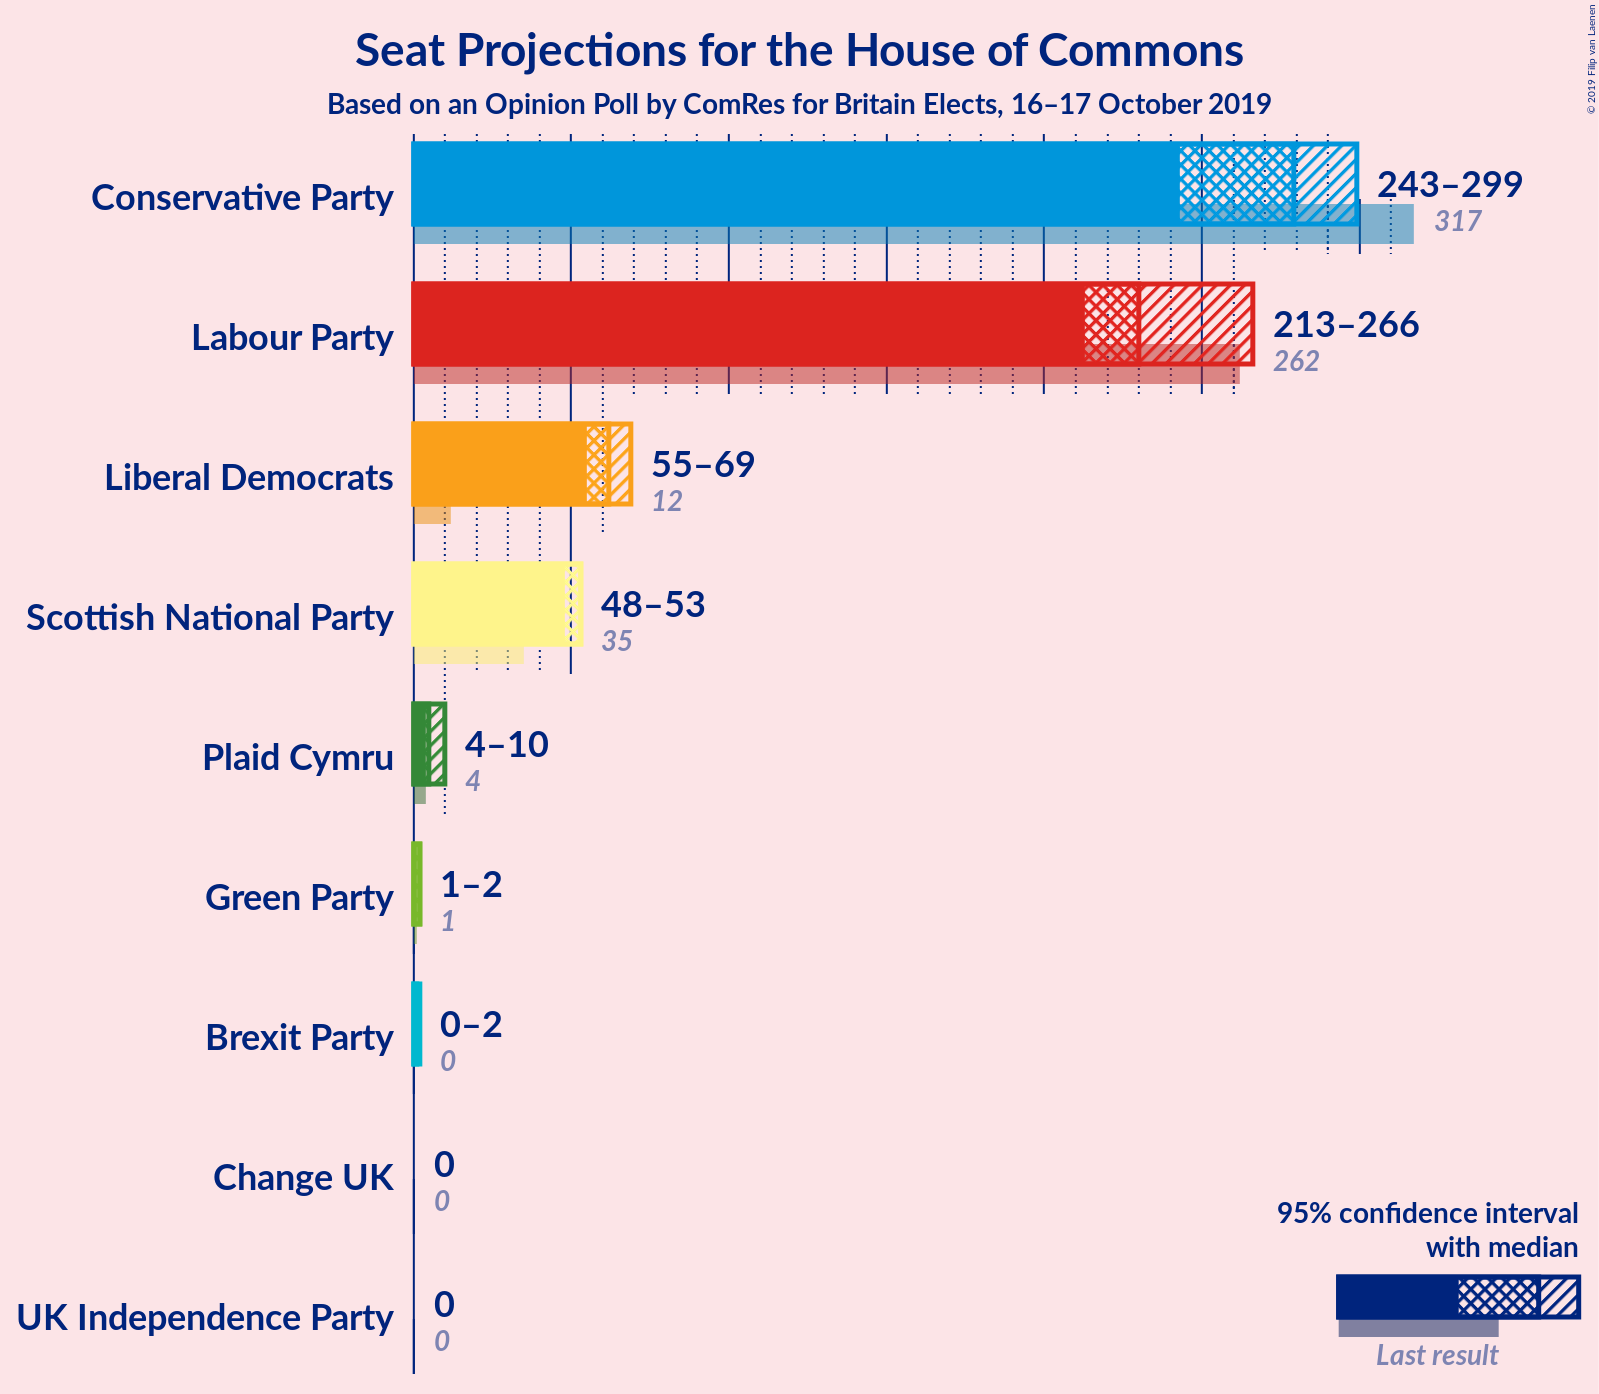 Seat Projections for the House of Commons
Based on an Opinion Poll by ComRes for Britain Elects, 16–17 October 2019
© 2019 Filip van Laenen
Conservative Party
243–299
317
Labour Party
213–266
262
Liberal Democrats
55–69
12
Scottish National Party
48–53
35
Plaid Cymru
4–10
4
Green Party
1–2
1
Brexit Party
0–2
0
Change UK
0
0
UK Independence Party
0
0
95% confidence interval
with median
Last result